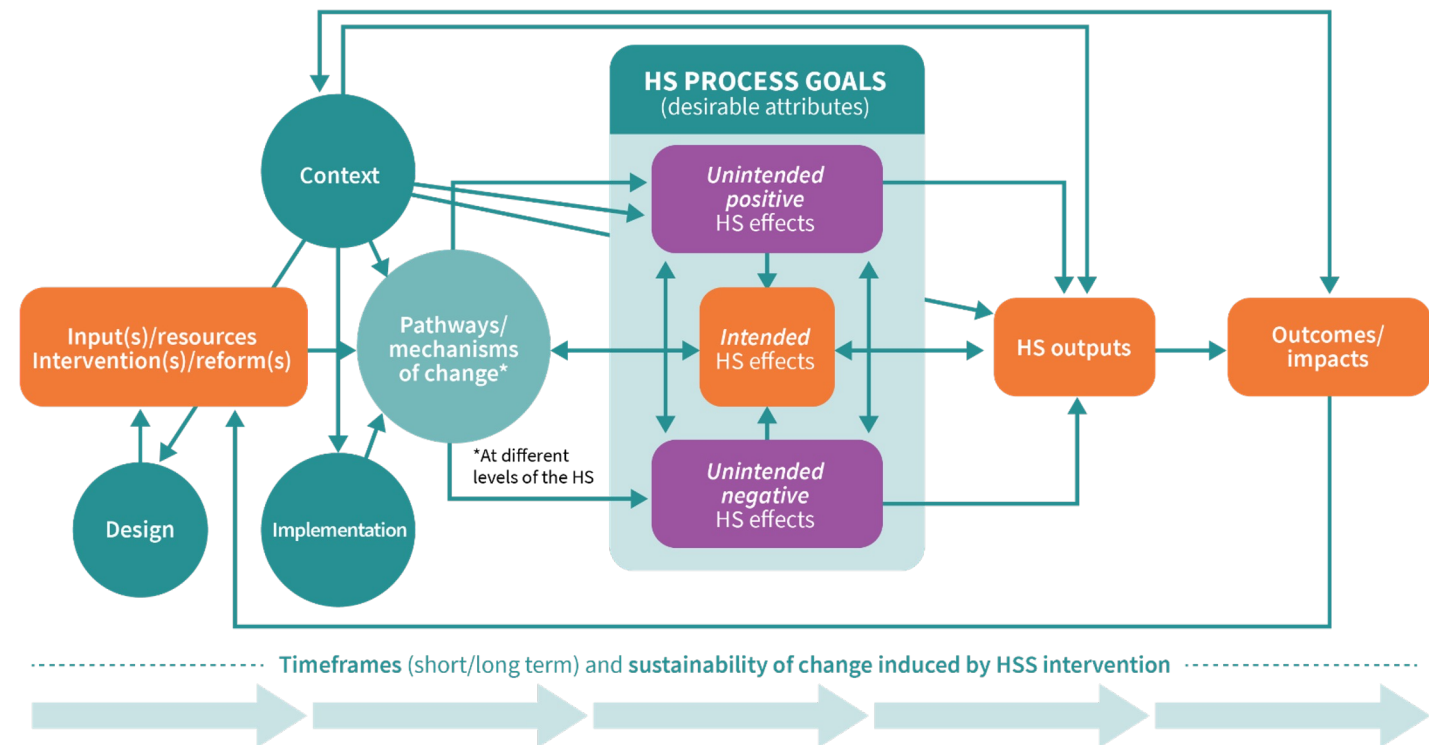 HS PROCESS GOALS
(desirable attributes)
Context
Unintended
positive
HS effects
Input(s)/resources
Intervention(s)/reform(s)
Pathways/
mechanisms
of change*
Intended
HS effects
HS outputs
Outcomes/
impacts
*At different
levels of the HS
Unintended
negative
HS effects
Design
Implementation
Timeframes (short/long term) and sustainability of change induced by HSS intervention